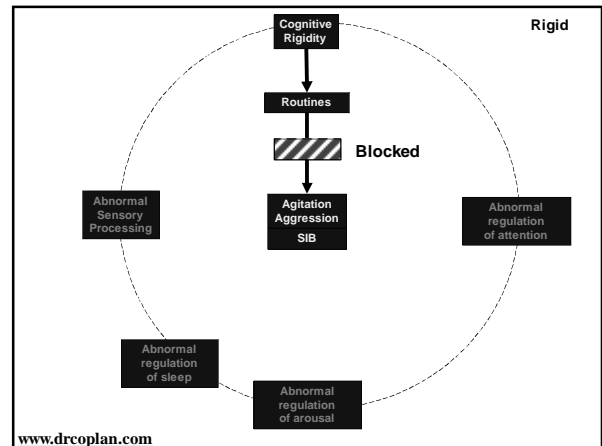 Cognitive
Rigidity
Rigid
Routines
Blocked
Abnormal
Sensory
Processing
Agitation
Aggression
SIB
Abnormal
regulation
of attention
Abnormal
regulation
of sleep
Abnormal
regulation
of arousal
www.drcoplan.com